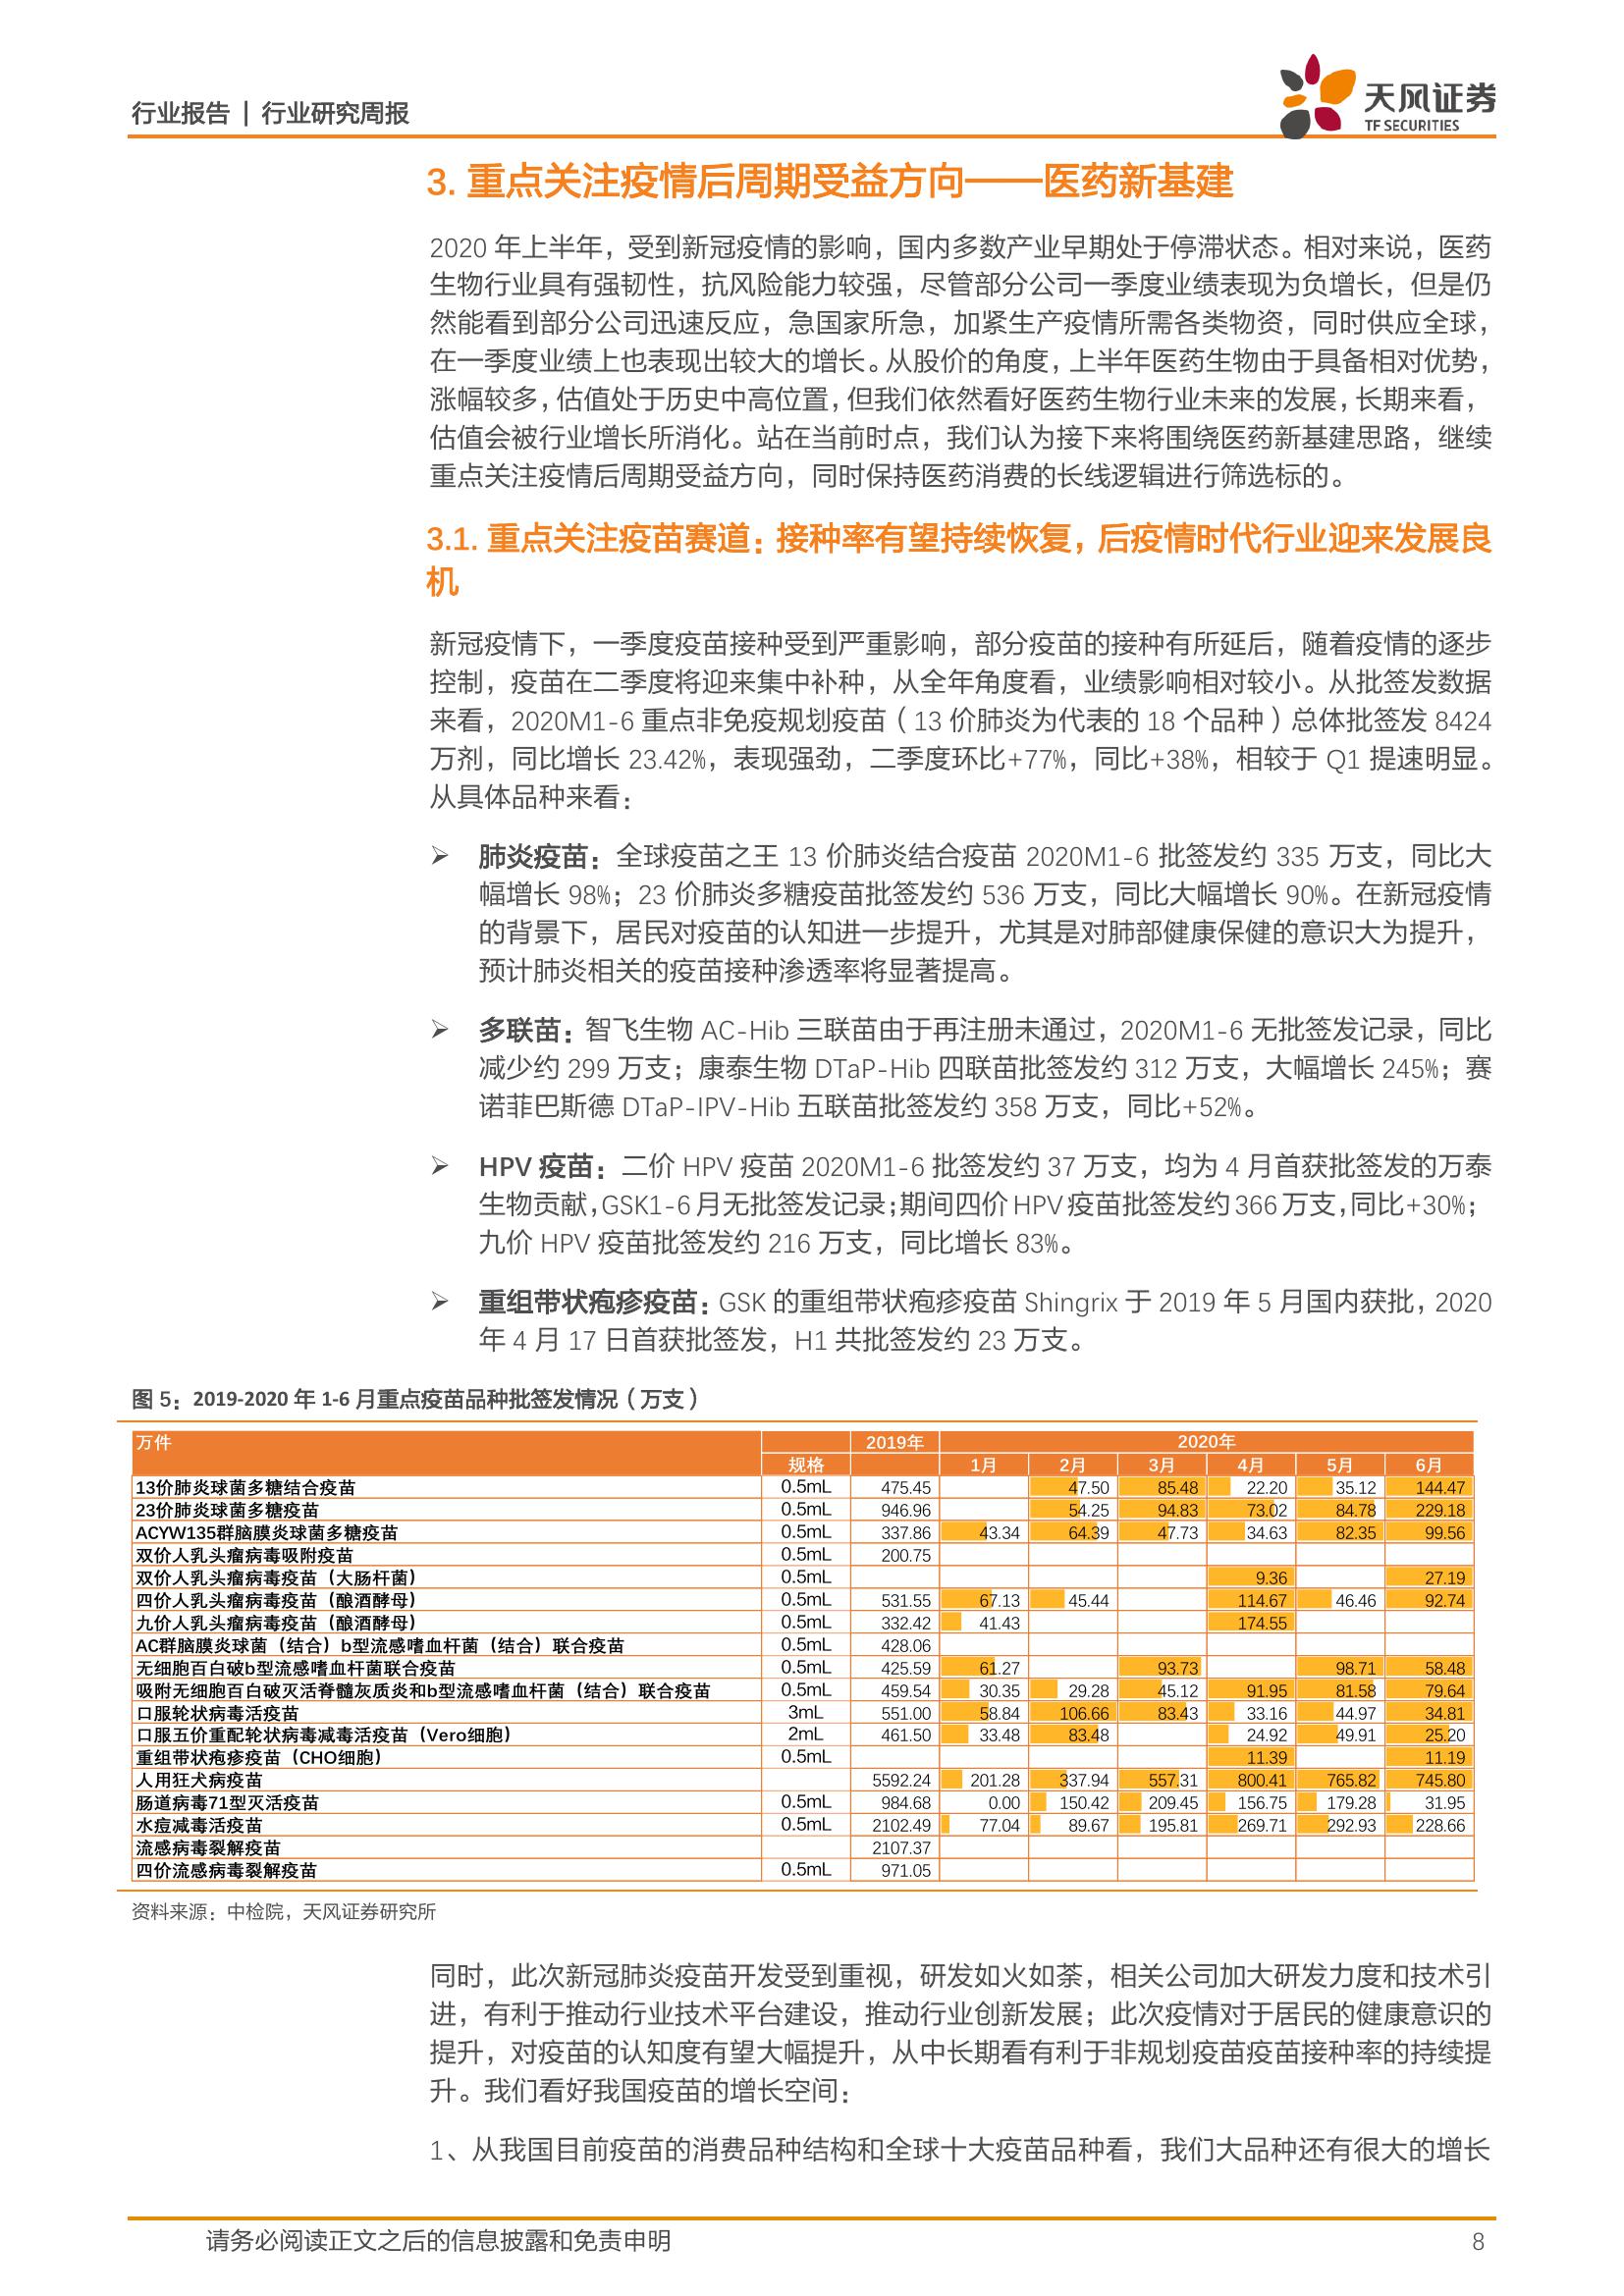 行业报告 | 行业研究周报
天风证券
TF SECURITIES
3. 重点关注疫情后周期受益方向——医药新基建
2020 年上半年，受到新冠疫情的影响，国内多数产业早期处于停滞状态。相对来说，医药
生物行业具有强韧性，抗风险能力较强，尽管部分公司一季度业绩表现为负增长，但是仍
然能看到部分公司迅速反应，急国家所急，加紧生产疫情所需各类物资，同时供应全球，
在一季度业绩上也表现出较大的增长。从股价的角度，上半年医药生物由于具备相对优势，
涨幅较多，估值处于历史中高位置，但我们依然看好医药生物行业未来的发展，长期来看，
估值会被行业增长所消化。站在当前时点，我们认为接下来将围绕医药新基建思路，继续
重点关注疫情后周期受益方向，同时保持医药消费的长线逻辑进行筛选标的。
3.1. 重点关注疫苗赛道：接种率有望持续恢复，后疫情时代行业迎来发展良
机
新冠疫情下，一季度疫苗接种受到严重影响，部分疫苗的接种有所延后，随着疫情的逐步
控制，疫苗在二季度将迎来集中补种，从全年角度看，业绩影响相对较小。从批签发数据
来看，2020M1-6 重点非免疫规划疫苗（13 价肺炎为代表的 18 个品种）总体批签发 8424
万剂，同比增长 23.42%，表现强劲，二季度环比+77%，同比+38%，相较于 Q1 提速明显。
从具体品种来看：
➢ 肺炎疫苗：全球疫苗之王 13 价肺炎结合疫苗 2020M1-6 批签发约 335 万支，同比大
幅增长 98%；23 价肺炎多糖疫苗批签发约 536 万支，同比大幅增长 90%。在新冠疫情
的背景下，居民对疫苗的认知进一步提升，尤其是对肺部健康保健的意识大为提升，
预计肺炎相关的疫苗接种渗透率将显著提高。
➢ 多联苗：智飞生物 AC-Hib 三联苗由于再注册未通过，2020M1-6 无批签发记录，同比
减少约 299 万支；康泰生物 DTaP-Hib 四联苗批签发约 312 万支，大幅增长 245%；赛
诺菲巴斯德 DTaP-IPV-Hib 五联苗批签发约 358 万支，同比+52%。
➢ HPV 疫苗：二价 HPV 疫苗 2020M1-6 批签发约 37 万支，均为 4 月首获批签发的万泰
生物贡献，GSK1-6 月无批签发记录；期间四价 HPV 疫苗批签发约 366 万支，同比+30%；
九价 HPV 疫苗批签发约 216 万支，同比增长 83%。
➢ 重组带状疱疹疫苗：GSK 的重组带状疱疹疫苗 Shingrix 于 2019 年 5 月国内获批，2020
年 4 月 17 日首获批签发，H1 共批签发约 23 万支。
图 5：2019-2020 年 1-6 月重点疫苗品种批签发情况（万支）
万件 2019年 2020年
规格 1月 2月 3月 4月 5月 6月
13价肺炎球菌多糖结合疫苗 0.5mL 475.45 47.50 85.48 22.20 35.12 144.47
23价肺炎球菌多糖疫苗 0.5mL 946.96 54.25 94.83 73.02 84.78 229.18
ACYW135群脑膜炎球菌多糖疫苗 0.5mL 337.86 43.34 64.39 47.73 34.63 82.35 99.56
双价人乳头瘤病毒吸附疫苗 0.5mL 200.75
双价人乳头瘤病毒疫苗（大肠杆菌） 0.5mL 9.36 27.19
四价人乳头瘤病毒疫苗（酿酒酵母） 0.5mL 531.55 67.13 45.44 114.67 46.46 92.74
九价人乳头瘤病毒疫苗（酿酒酵母） 0.5mL 332.42 41.43 174.55
AC群脑膜炎球菌（结合）b型流感嗜血杆菌（结合）联合疫苗 0.5mL 428.06
无细胞百白破b型流感嗜血杆菌联合疫苗 0.5mL 425.59 61.27 93.73 98.71 58.48
吸附无细胞百白破灭活脊髓灰质炎和b型流感嗜血杆菌（结合）联合疫苗 0.5mL 459.54 30.35 29.28 45.12 91.95 81.58 79.64
口服轮状病毒活疫苗 3mL 551.00 58.84 106.66 83.43 33.16 44.97 34.81
口服五价重配轮状病毒减毒活疫苗（Vero细胞） 2mL 461.50 33.48 83.48 24.92 49.91 25.20
重组带状疱疹疫苗（CHO细胞） 0.5mL 11.39 11.19
人用狂犬病疫苗 5592.24 201.28 337.94 557.31 800.41 765.82 745.80
肠道病毒71型灭活疫苗 0.5mL 984.68 0.00 150.42 209.45 156.75 179.28 31.95
水痘减毒活疫苗 0.5mL 2102.49 77.04 89.67 195.81 269.71 292.93 228.66
流感病毒裂解疫苗 2107.37
四价流感病毒裂解疫苗 0.5mL 971.05
资料来源：中检院，天风证券研究所
同时，此次新冠肺炎疫苗开发受到重视，研发如火如荼，相关公司加大研发力度和技术引
进，有利于推动行业技术平台建设，推动行业创新发展；此次疫情对于居民的健康意识的
提升，对疫苗的认知度有望大幅提升，从中长期看有利于非规划疫苗疫苗接种率的持续提
升。我们看好我国疫苗的增长空间：
1、从我国目前疫苗的消费品种结构和全球十大疫苗品种看，我们大品种还有很大的增长
请务必阅读正文之后的信息披露和免责申明 8